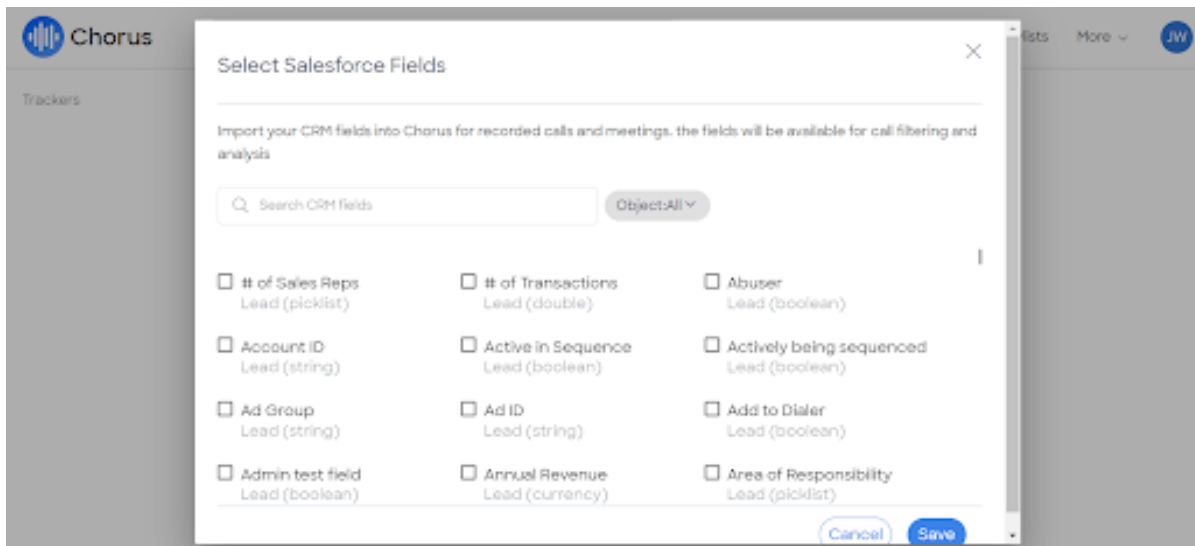 Chorus
lists
More
JW
Trackers
Select Salesforce Fields
Import your CRM fields into Chorus for recorded calls and meetings. the fields will be available for call filtering and
analysis
Search CRM fields
Object:All
# of Sales Reps
Lead (picklist)
# of Transactions
Lead (double)
Abuser
Lead (boolean)
Account ID
Lead (string)
Active in Sequence
Lead (boolean)
Actively being sequenced
Lead (boolean)
Ad Group
Lead (string)
Ad ID
Lead (string)
Add to Dialer
Lead (boolean)
Admin test field
Lead (boolean)
Annual Revenue
Lead (currency)
Area of Responsibility
Lead (picklist)
Cancel
Save